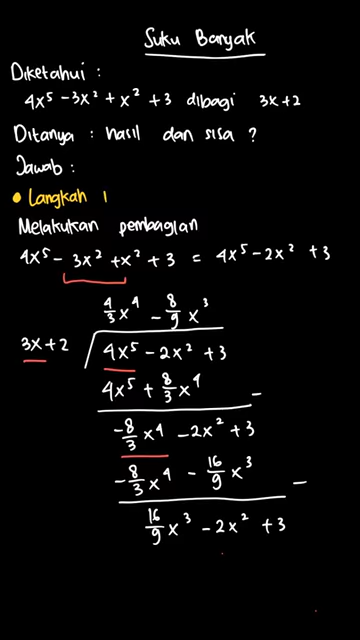 Suku Banyak
Diketahui :
4x⁵ - 3x² + x² + 3 dibagi 3x + 2
Ditanya : hasil dan sisa ?
Jawab :
• Langkah 1
Melakukan pembagian
4x⁵ - 3x² + x² + 3 = 4x⁵ - 2x² + 3
4/3 x⁴ - 8/9 x³
3x + 2 √ 4x⁵ - 2x² + 3
4x⁵ + 8/3 x⁴ -
-8/3 x⁴ - 2x² + 3
-8/3 x⁴ - 16/9 x³ -
16/9 x³ - 2x² + 3